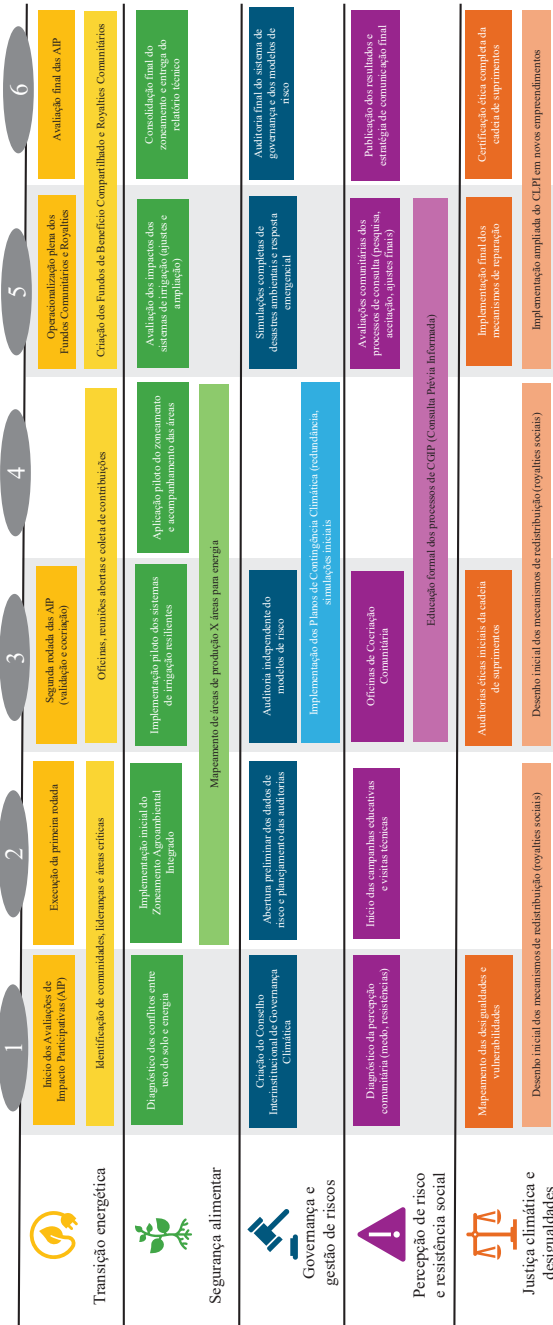 1
2
3
4
5
6
Transição energética
Início dos Avaliações de
Impacto Participativas (AIP)
Execução da primeira rodada
Segunda rodada das AIP
(validação e cocriação)
Operacionalização plena dos
Fundos Comunitários e Royalties
Avaliação final das AIP
Identificação de comunidades, lideranças e áreas críticas
Oficinas, reuniões abertas e coleta de contribuições
Criação dos Fundos de Benefício Compartilhado e Royalties Comunitários
Segurança alimentar
Diagnóstico dos conflitos entre
uso do solo e energia
Implementação inicial do
Zoneamento Agroambiental
Integrado
Implementação piloto dos sistemas
de irrigação resilientes
Aplicação piloto do zoneamento
e acompanhamento das áreas
Avaliação dos impactos dos
sistemas de irrigação (ajustes e
ampliação)
Consolidação final do
zoneamento e entrega do
relatório técnico
Mapeamento de áreas de produção X áreas para energia
Governança e
gestão de riscos
Criação do Conselho
Interinstitucional de Governança
Climática
Abertura preliminar dos dados de
risco e planejamento das auditorias
Auditoria independente do
modelos de risco
Simulações completas de
desastres ambientais e resposta
emergencial
Auditoria final do sistema de
governança e dos modelos de
risco
Implementação dos Planos de Contingência Climática (redundância,
simulações iniciais
Percepção de risco
e resistência social
Diagnóstico da percepção
comunitária (medo, resistências)
Início das campanhas educativas
e visitas técnicas
Oficinas de Cocriação
Comunitária
Avaliações comunitárias dos
processos de consulta (pesquisa,
aceitação, ajustes finais)
Publicação dos resultados e
estratégia de comunicação final
Educação formal dos processos de CGIP (Consulta Prévia Informada)
Justiça climática e
desigualdades
Mapeamento das desigualdades e
vulnerabilidades
Auditorias éticas iniciais da cadeia
de suprimentos
Implementação final dos
mecanismos de reparação
Certificação ética completa da
cadeia de suprimentos
Desenho inicial dos mecanismos de redistribuição (royalties sociais)
Desenho inicial dos mecanismos de redistribuição (royalties sociais)
Implementação ampliada do CLPI em novos empreendimentos